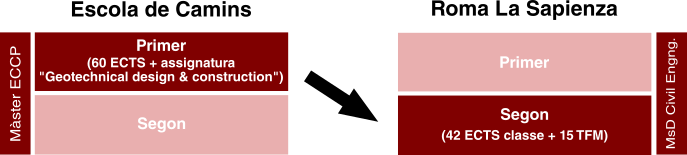 Escola de Camins
Màster ECCP
Primer
(60 ECTS + assignatura
"Geotechnical design & construction")
Segon
Roma La Sapienza
Primer
Segon
(42 ECTS classe + 15 TFM)
MsD Civil Engng.